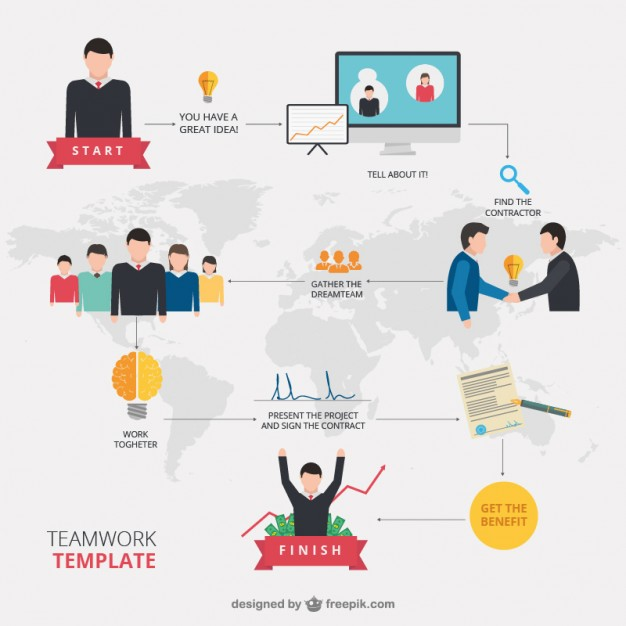 START
YOU HAVE A
GREAT IDEA!
TELL ABOUT IT!
FIND THE
CONTRACTOR
GATHER THE
DREAMTEAM
WORK
TOGHETER
PRESENT THE PROJECT
AND SIGN THE CONTRACT
GET THE
BENEFIT
FINISH
TEAMWORK
TEMPLATE
designed by freepik.com